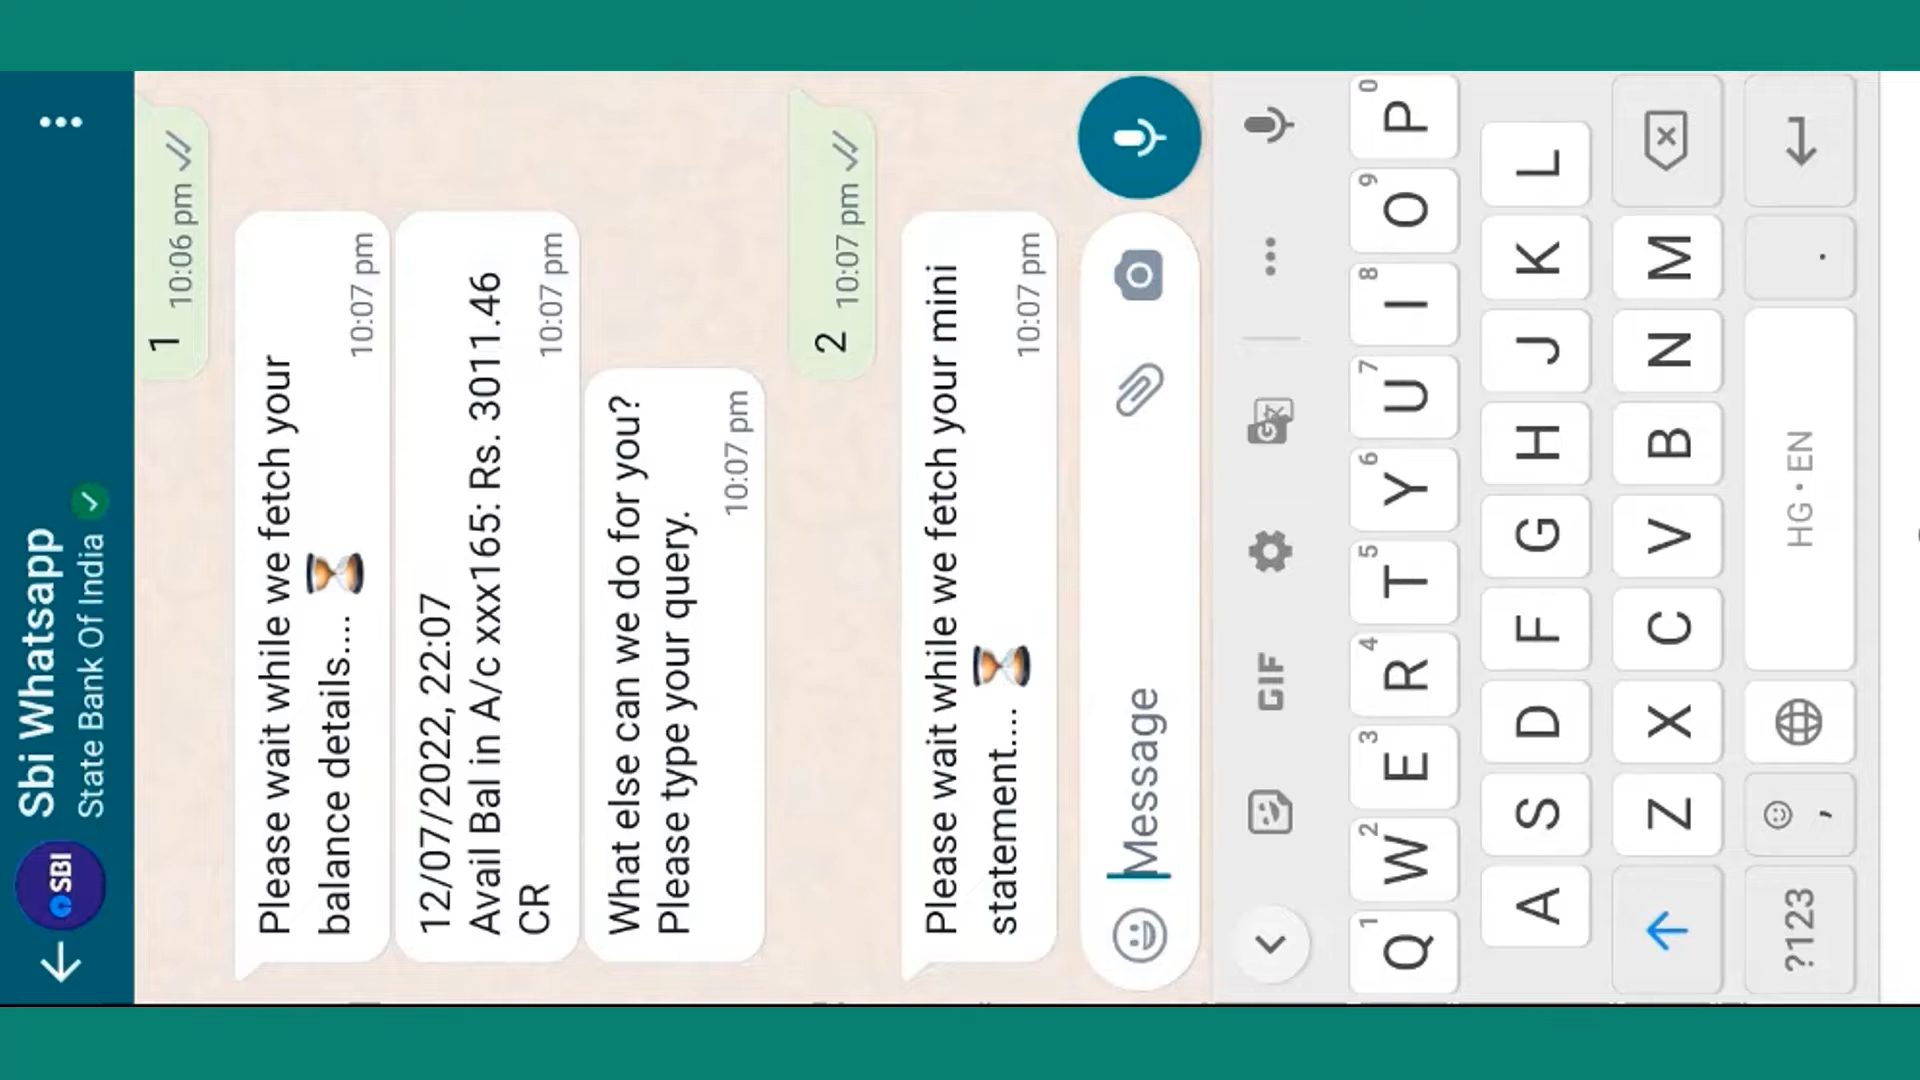 SBI
Sbi Whatsapp
State Bank Of India
1
10:06 pm
Please wait while we fetch your
balance details....
10:07 pm
12/07/2022, 22:07
Avail Bal in A/c xxx165: Rs. 3011.46
CR
10:07 pm
What else can we do for you?
Please type your query.
10:07 pm
2
10:07 pm
Please wait while we fetch your mini
statement....
10:07 pm
Message
GIF
Q 1 W 2 E 3 R 4 T 5 Y 6 U 7 I 8 O 9 P 0
A S D F G H J K L
Z X C V B N M
?123 , HG • EN .